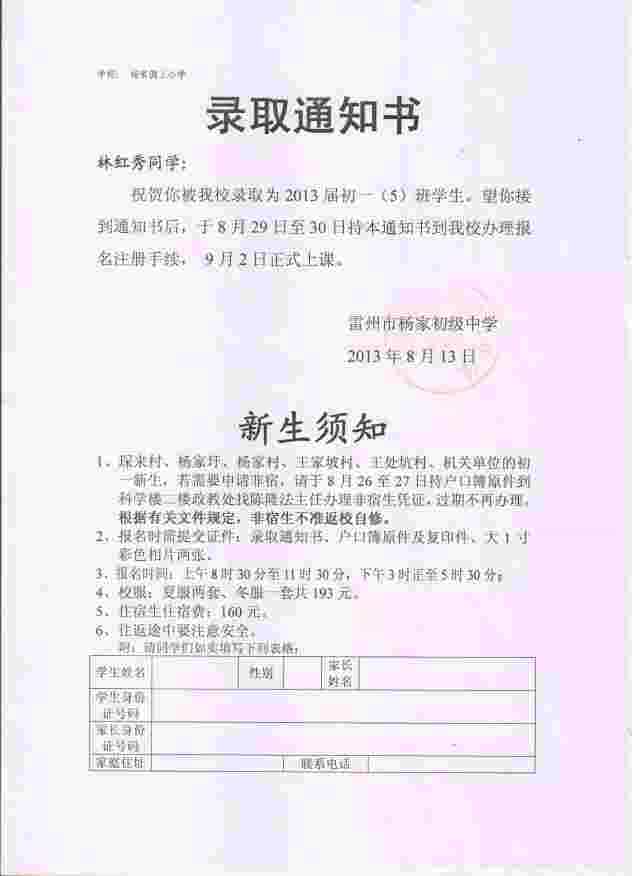 录取通知书
林红秀同学：
祝贺你被我校录取为 2013 届初一（5）班学生。望你接
到通知书后，于 8 月 29 日至 30 日持本通知书到我校办理报
名注册手续， 9 月 2 日正式上课。
雷州市杨家初级中学
2013 年 8 月 13 日
新生须知
1、琛来村、杨家圩、杨家村、王家坡村、王处坑村、机关单位的初
一新生，若需要申请非宿，请于 8 月 26 至 27 日持户口簿原件到
科学楼二楼政教处找陈隆法主任办理非宿生凭证，过期不再办理。
根据有关文件规定，非宿生不准返校自修。
2、报名时需提交证件：录取通知书、户口簿原件及复印件、大 1 寸
彩色相片两张。
3、报名时间：上午 8 时 30 分至 11 时 30 分，下午 3 时正至 5 时 30 分；
4、校服：夏服两套、冬服一套共 193 元。
5、住宿生住宿费：160 元。
6、往返途中要注意安全。
附：请同学们如实填写下列表格：
学生姓名 性别 家长姓名
学生身份
证号码
家长身份
证号码
家庭住址 联系电话